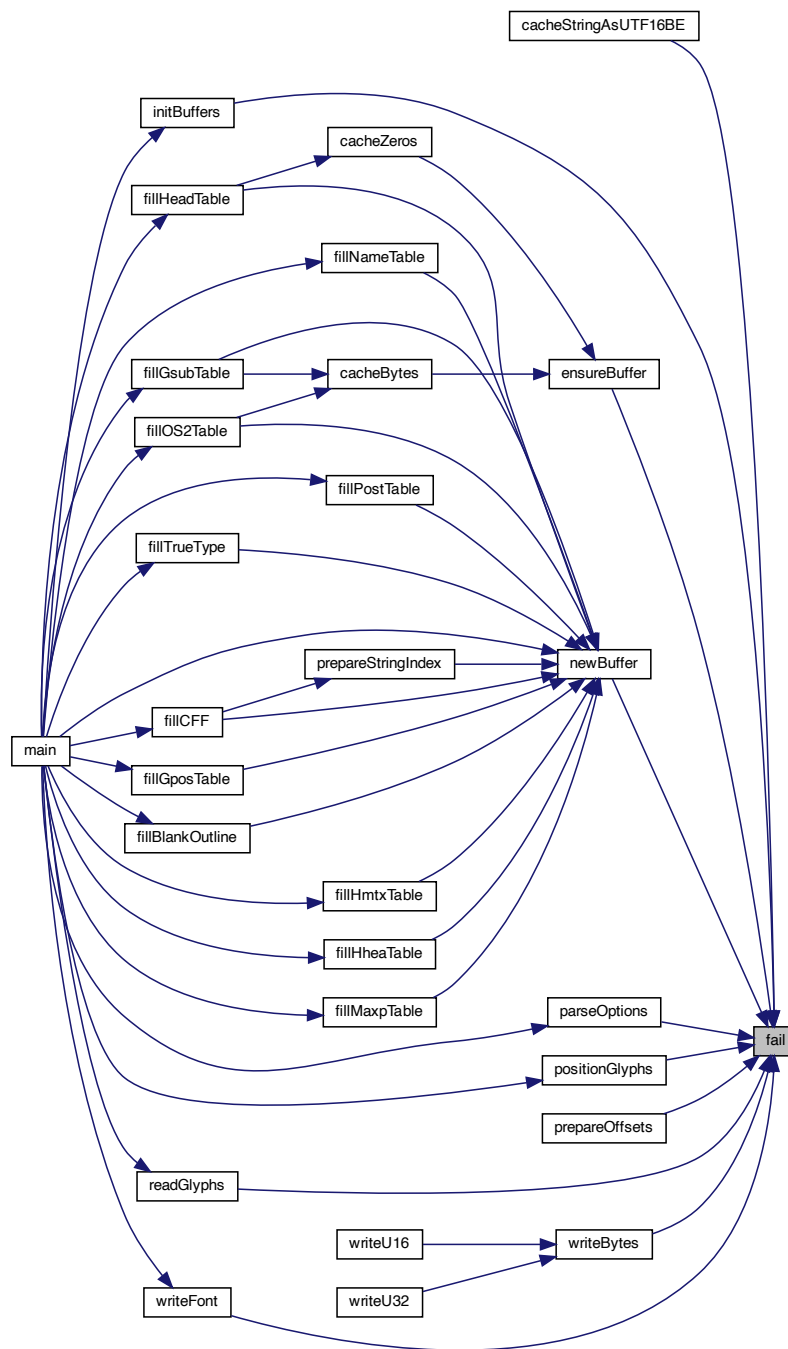 cacheStringAsUTF16BE
initBuffers
cacheZeros
fillHeadTable
fillNameTable
fillGsubTable
cacheBytes
ensureBuffer
fillOS2Table
fillPostTable
fillTrueType
prepareStringIndex
newBuffer
fillCFF
main
fillGposTable
fillBlankOutline
fillHmtxTable
fillHheaTable
fillMaxpTable
parseOptions
fail
positionGlyphs
prepareOffsets
readGlyphs
writeU16
writeBytes
writeFont
writeU32